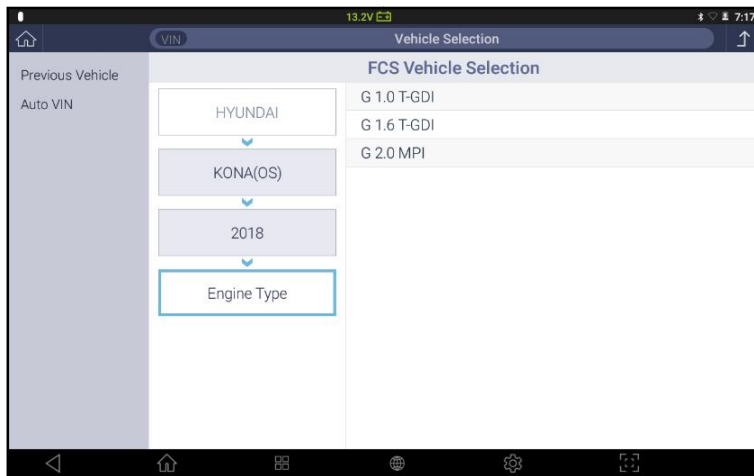 13.2V
7:17
VIN
Vehicle Selection
Previous Vehicle
Auto VIN
FCS Vehicle Selection
HYUNDAI
KONA(OS)
2018
Engine Type
G 1.0 T-GDI
G 1.6 T-GDI
G 2.0 MPI